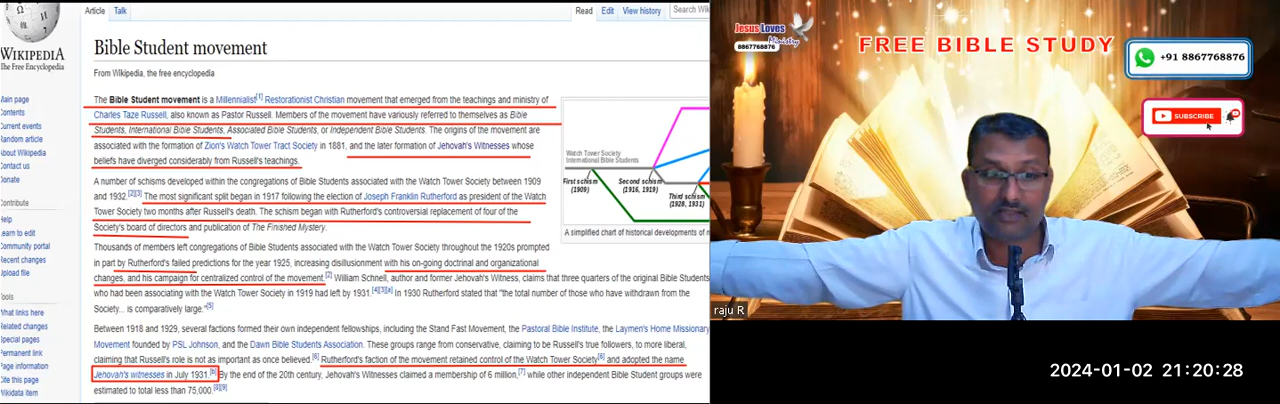 WIKIPEDIA
The Free Encyclopedia
Main page
Contents
Current events
Random article
About Wikipedia
Contact us
Donate
Contribute
Help
Learn to edit
Community portal
Recent changes
Upload file
Tools
What links here
Related changes
Special pages
Permanent link
Page information
Cite this page
Wikidata item
Article Talk Read Edit View history Search Wiki
Bible Student movement
From Wikipedia, the free encyclopedia
The Bible Student movement is a Millennialist[1] Restorationist Christian movement that emerged from the teachings and ministry of
Charles Taze Russell, also known as Pastor Russell. Members of the movement have variously referred to themselves as Bible
Students, International Bible Students, Associated Bible Students, or Independent Bible Students. The origins of the movement are
associated with the formation of Zion's Watch Tower Tract Society in 1881, and the later formation of Jehovah's Witnesses whose
beliefs have diverged considerably from Russell's teachings.
A number of schisms developed within the congregations of Bible Students associated with the Watch Tower Society between 1909
and 1932.[2][3] The most significant split began in 1917 following the election of Joseph Franklin Rutherford as president of the Watch
Tower Society two months after Russell's death. The schism began with Rutherford's controversial replacement of four of the
Society's board of directors and publication of The Finished Mystery.
Thousands of members left congregations of Bible Students associated with the Watch Tower Society throughout the 1920s prompted
in part by Rutherford's failed predictions for the year 1925, increasing disillusionment with his on-going doctrinal and organizational
changes, and his campaign for centralized control of the movement.[2] William Schnell, author and former Jehovah's Witness, claims that three quarters of the original Bible Students
who had been associating with the Watch Tower Society in 1919 had left by 1931.[4][3][a] In 1930 Rutherford stated that "the total number of those who have withdrawn from the
Society... is comparatively large."[5]
Between 1918 and 1929, several factions formed their own independent fellowships, including the Stand Fast Movement, the Pastoral Bible Institute, the Laymen's Home Missionary
Movement founded by PSL Johnson, and the Dawn Bible Students Association. These groups range from conservative, claiming to be Russell's true followers, to more liberal,
claiming that Russell's role is not as important as once believed.[6] Rutherford's faction of the movement retained control of the Watch Tower Society[6] and adopted the name
Jehovah's witnesses in July 1931.[b] By the end of the 20th century, Jehovah's Witnesses claimed a membership of 6 million,[7] while other independent Bible Student groups were
estimated to total less than 75,000.[8][9]
Watch Tower Society
International Bible Students
First schism
(1909)
Second schism
(1916, 1919)
Third schism
(1928, 1931)
A simplified chart of historical developments of m
Jesus Loves
Ministry
8867768876
FREE BIBLE STUDY
+91 8867768876
SUBSCRIBE
raju R
2024-01-02 21:20:28